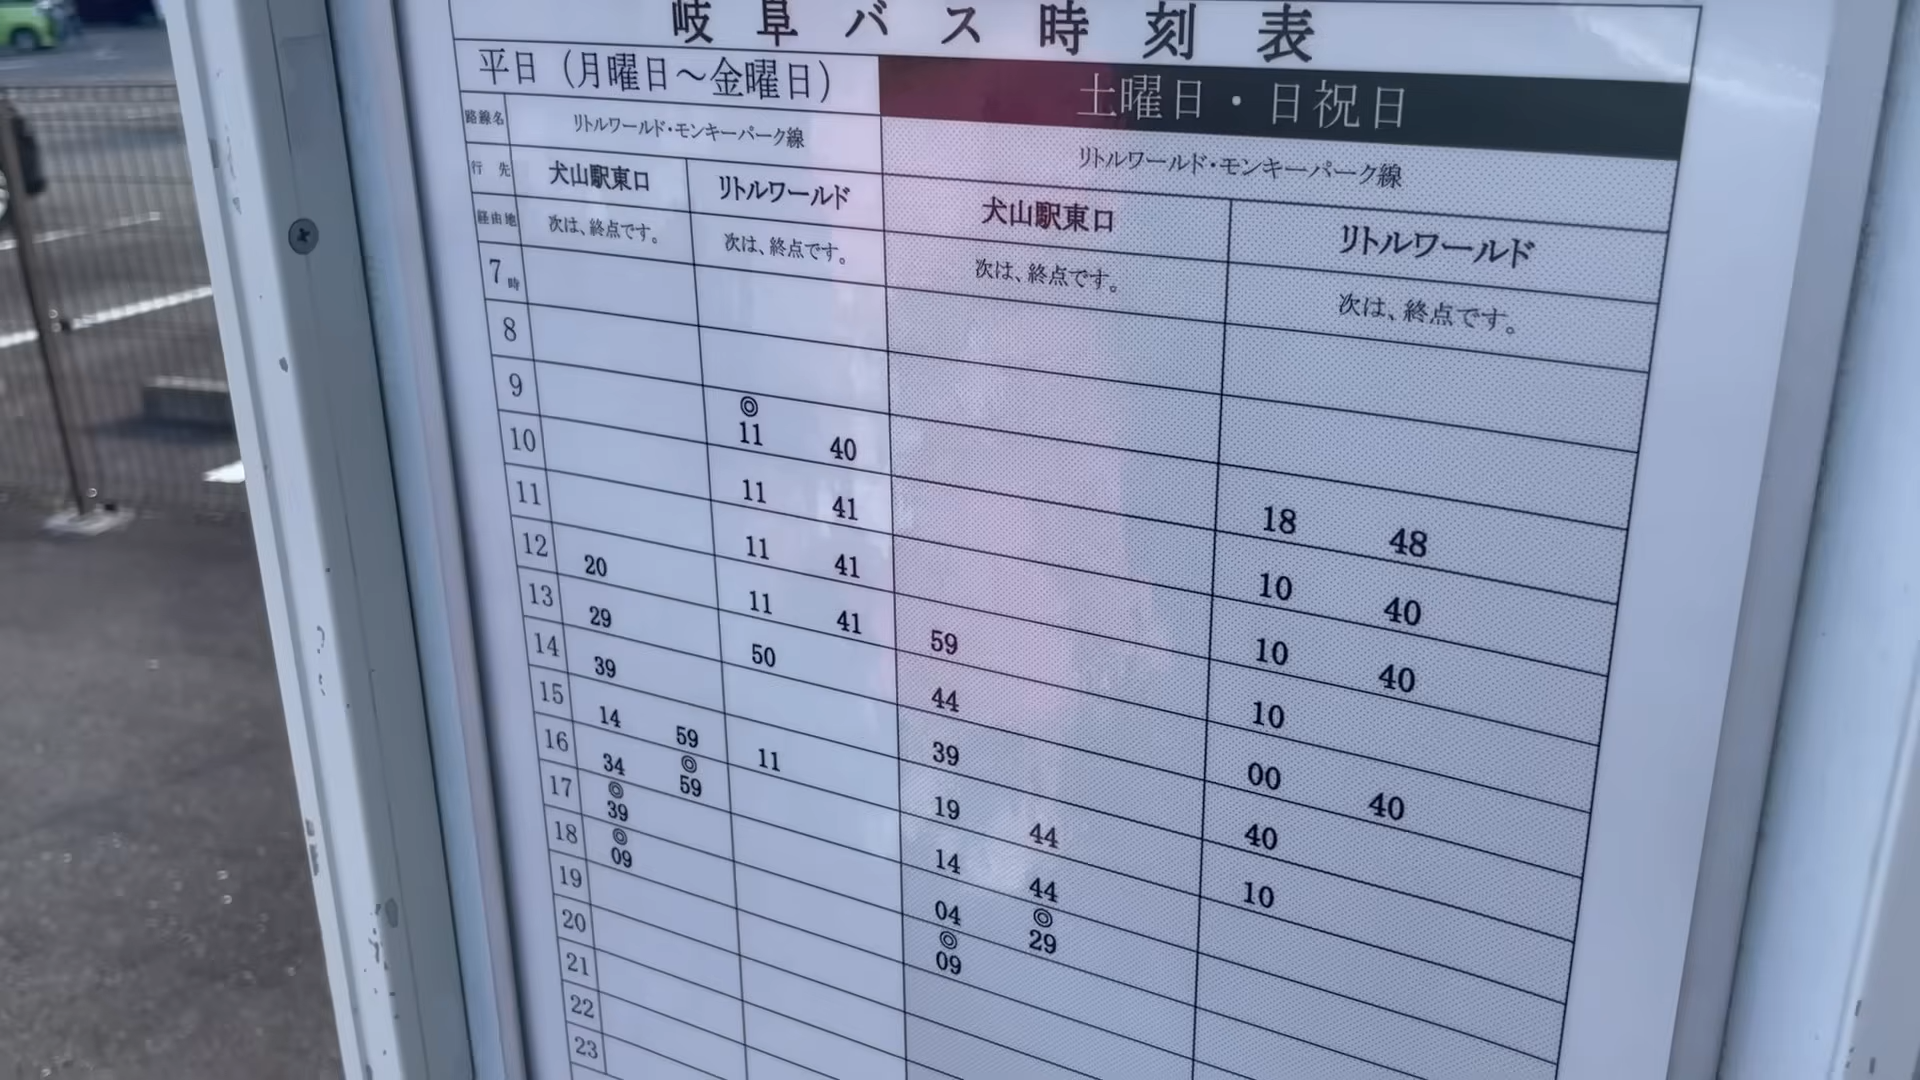 岐阜バス時刻表
平日（月曜日～金曜日） 土曜日・日祝日
路線名 リトルワールド・モンキーパーク線 リトルワールド・モンキーパーク線
行先 犬山駅東口 リトルワールド 犬山駅東口 リトルワールド
経由地 次は、終点です。 次は、終点です。 次は、終点です。 次は、終点です。
7時
8
9 ◎11 40 18 48
10 11 41 10 40
11 11 41 10 40
12 20 11 41 59 10
13 29 50 44 00 40
14 39 39 40
15 14 59 11 19 44 10
16 34 ◎59 14 44
17 ◎39 04 ◎29
18 ◎09 ◎09
19
20
21
22
23